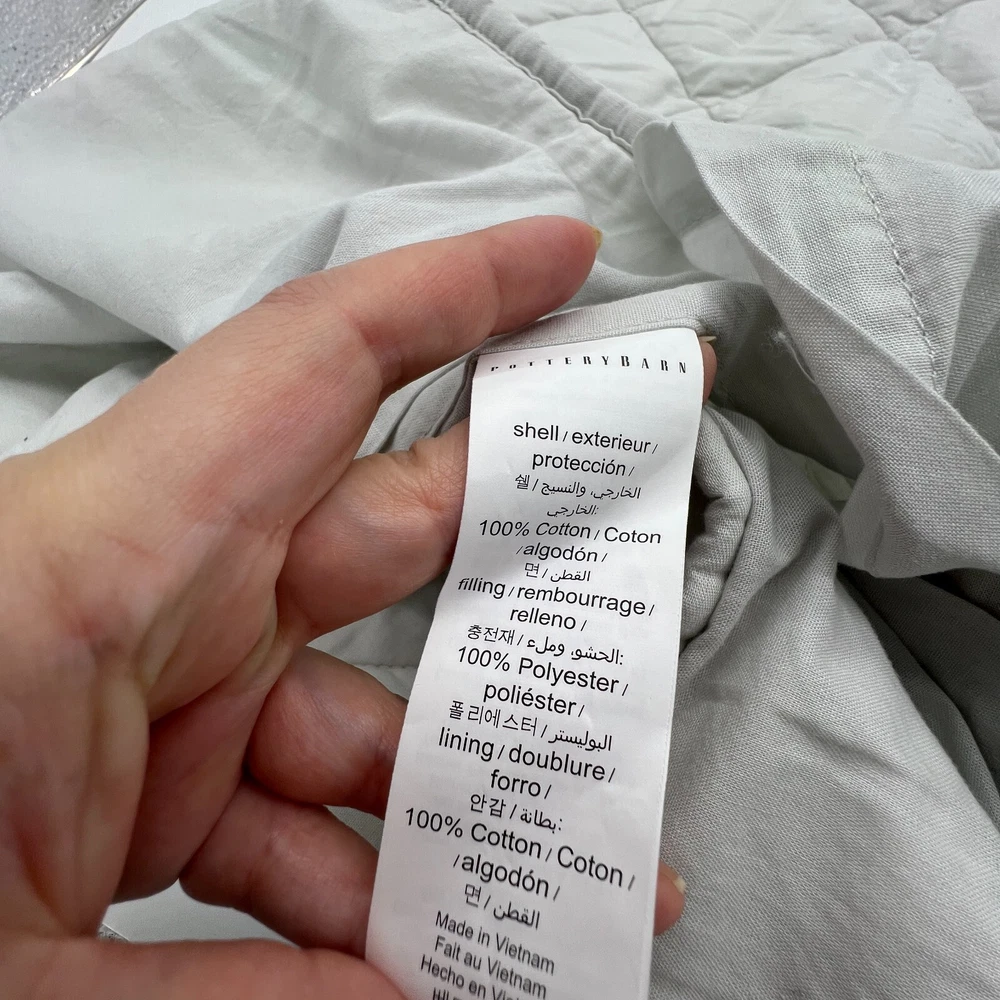 POTTERYBARN
shell / exterieur /
protección /
쉘 / الخارجي، والنسيج
الخارجي:
100% Cotton / Coton
/ algodón /
면 / القطن
filling / rembourrage /
relleno /
충전재 / الحشو، وملء:
100% Polyester /
poliéster /
폴리에스터 / البوليستر
lining / doublure /
forro /
안감 / بطانة:
100% Cotton / Coton /
/ algodón /
면 / القطن
Made in Vietnam
Fait au Vietnam
Hecho en